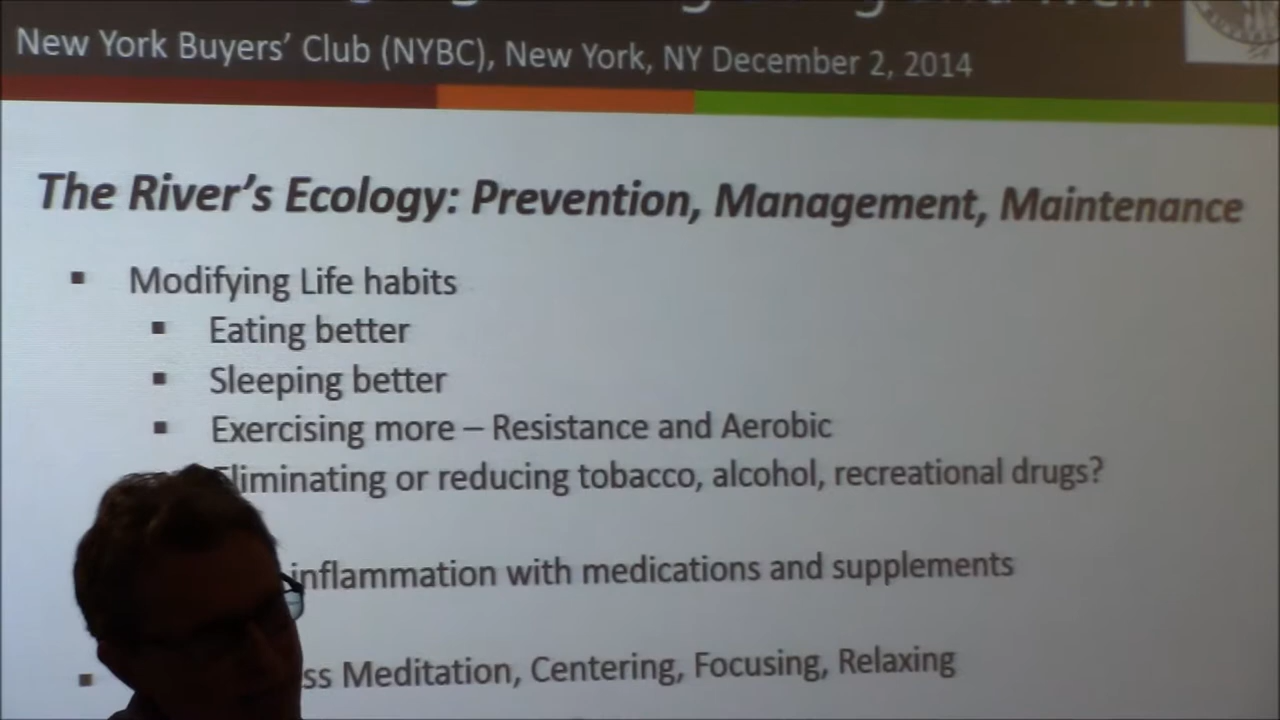 New York Buyers' Club (NYBC), New York, NY December 2, 2014
The River's Ecology: Prevention, Management, Maintenance
Modifying Life habits
Eating better
Sleeping better
Exercising more – Resistance and Aerobic
Eliminating or reducing tobacco, alcohol, recreational drugs?
inflammation with medications and supplements
Meditation, Centering, Focusing, Relaxing